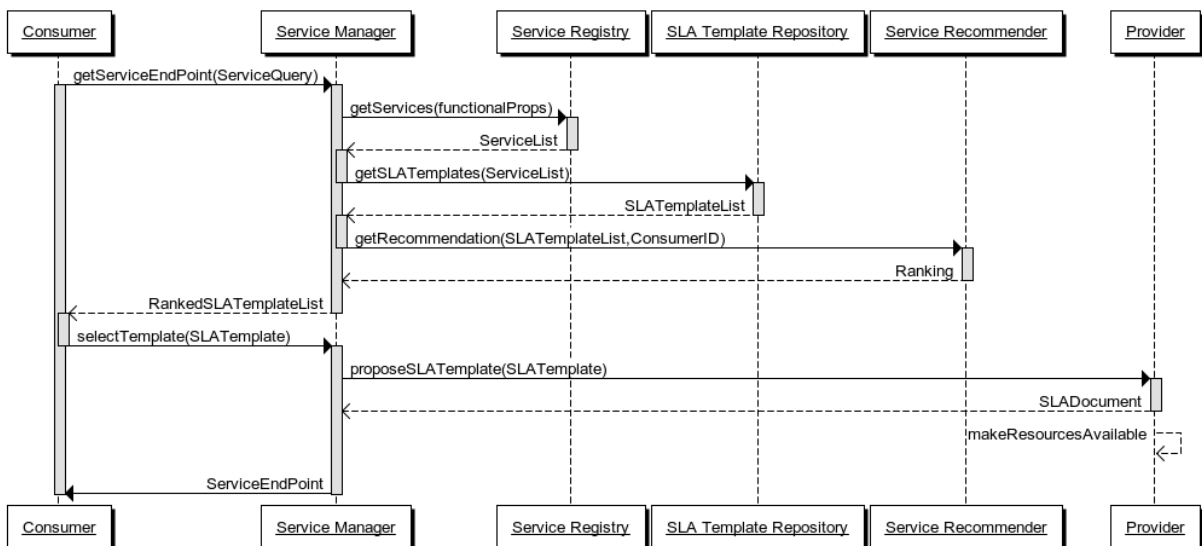 Consumer
Service Manager
Service Registry
SLA Template Repository
Service Recommender
Provider
getServiceEndPoint(ServiceQuery)
getServices(functionalProps)
ServiceList
getSLATemplates(ServiceList)
SLATemplateList
getRecommendation(SLATemplateList,ConsumerID)
Ranking
RankedSLATemplateList
selectTemplate(SLATemplate)
proposeSLATemplate(SLATemplate)
SLADocument
makeResourcesAvailable
ServiceEndPoint
Consumer
Service Manager
Service Registry
SLA Template Repository
Service Recommender
Provider